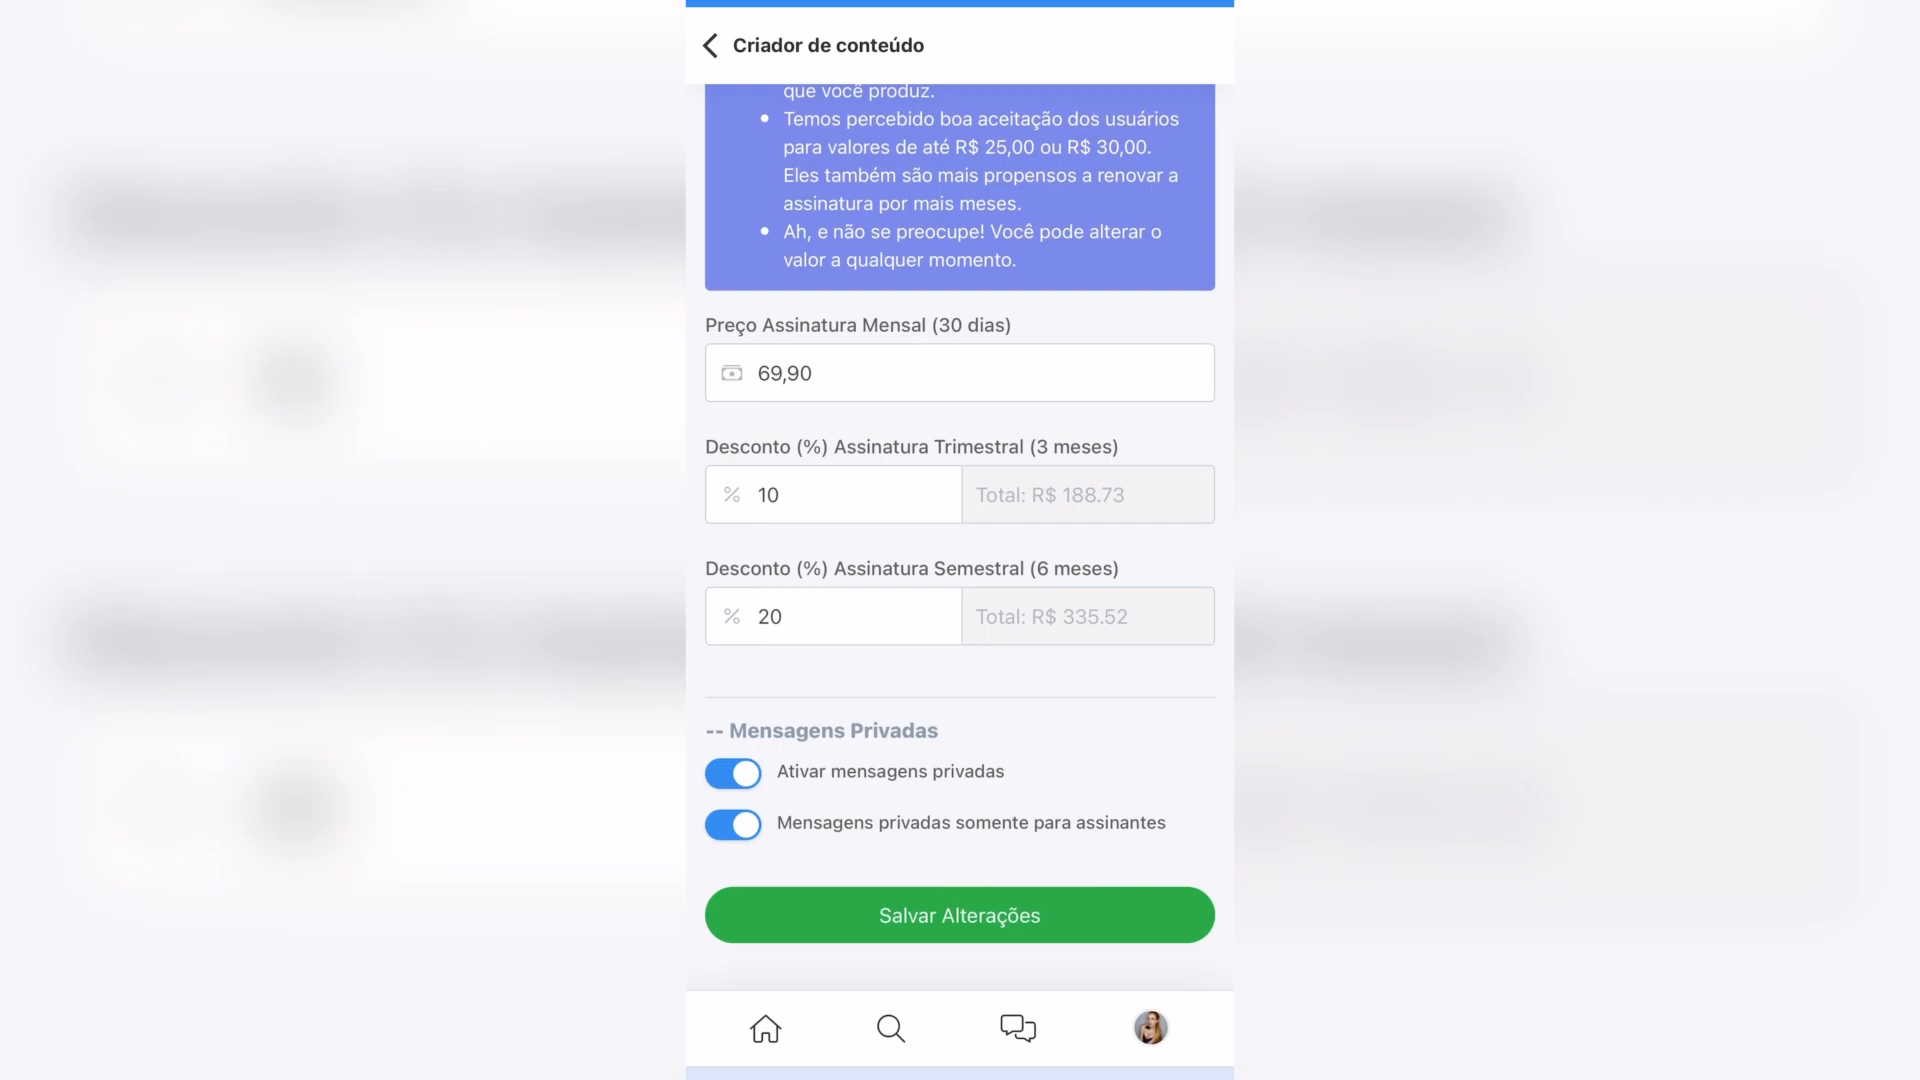 Criador de conteúdo
que você produz.
• Temos percebido boa aceitação dos usuários
para valores de até R$ 25,00 ou R$ 30,00.
Eles também são mais propensos a renovar a
assinatura por mais meses.
• Ah, e não se preocupe! Você pode alterar o
valor a qualquer momento.
Preço Assinatura Mensal (30 dias)
69,90
Desconto (%) Assinatura Trimestral (3 meses)
% 10 Total: R$ 188.73
Desconto (%) Assinatura Semestral (6 meses)
% 20 Total: R$ 335.52
-- Mensagens Privadas
Ativar mensagens privadas
Mensagens privadas somente para assinantes
Salvar Alterações